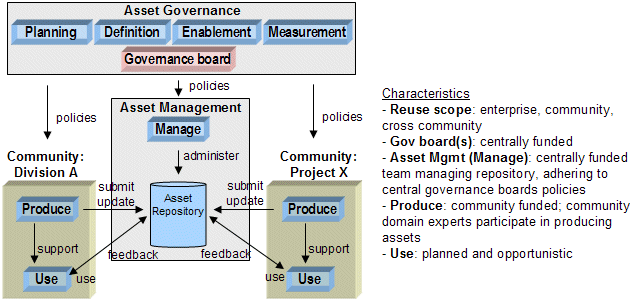 Asset Governance
Planning
Definition
Enablement
Measurement
Governance board
policies
policies
policies
Asset Management
Manage
administer
Community:
Division A
Produce
support
Use
submit
update
Asset
Repository
submit
update
feedback
feedback
use
use
Community:
Project X
Produce
support
Use
Characteristics
- Reuse scope: enterprise, community,
cross community
- Gov board(s): centrally funded
- Asset Mgmt (Manage): centrally funded
team managing repository, adhering to
central governance boards policies
- Produce: community funded; community
domain experts participate in producing
assets
- Use: planned and opportunistic